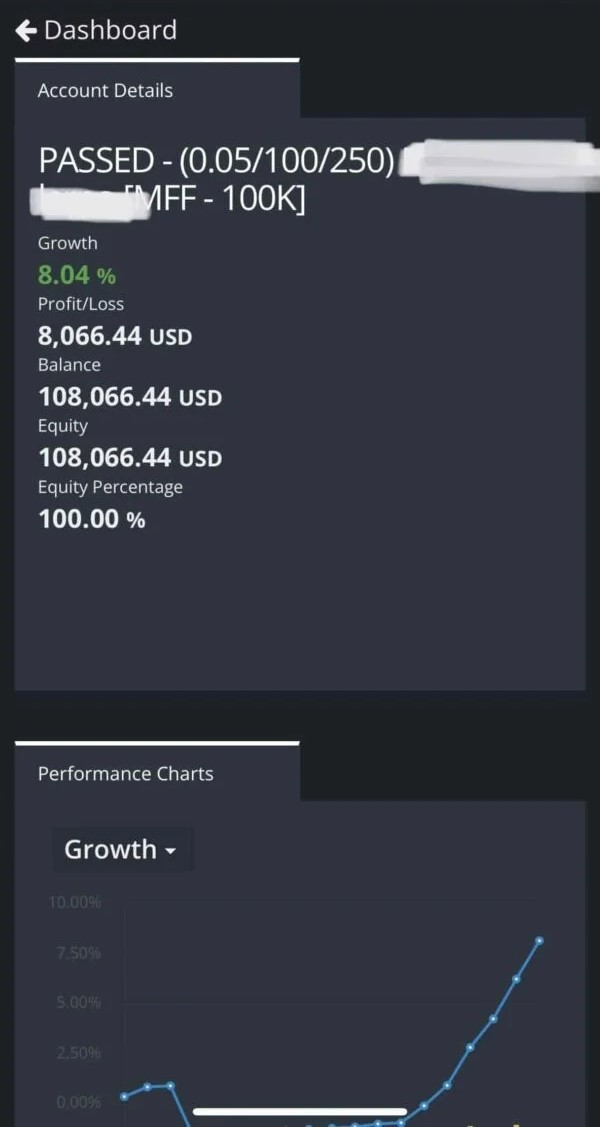 Dashboard
Account Details
PASSED - (0.05/100/250)
[MFF - 100K]
Growth
8.04 %
Profit/Loss
8,066.44 USD
Balance
108,066.44 USD
Equity
108,066.44 USD
Equity Percentage
100.00 %
Performance Charts
Growth
10.00%
7.50%
5.00%
2.50%
0.00%